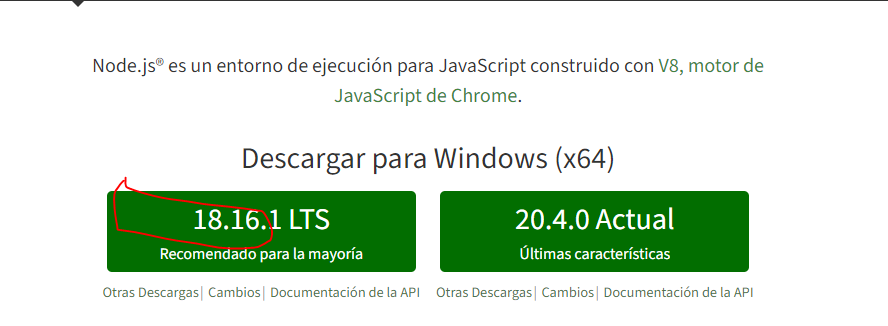 Node.js® es un entorno de ejecución para JavaScript construido con V8, motor de
JavaScript de Chrome.
Descargar para Windows (x64)
18.16.1 LTS
Recomendado para la mayoría
20.4.0 Actual
Últimas características
Otras Descargas| Cambios| Documentación de la API
Otras Descargas| Cambios| Documentación de la API